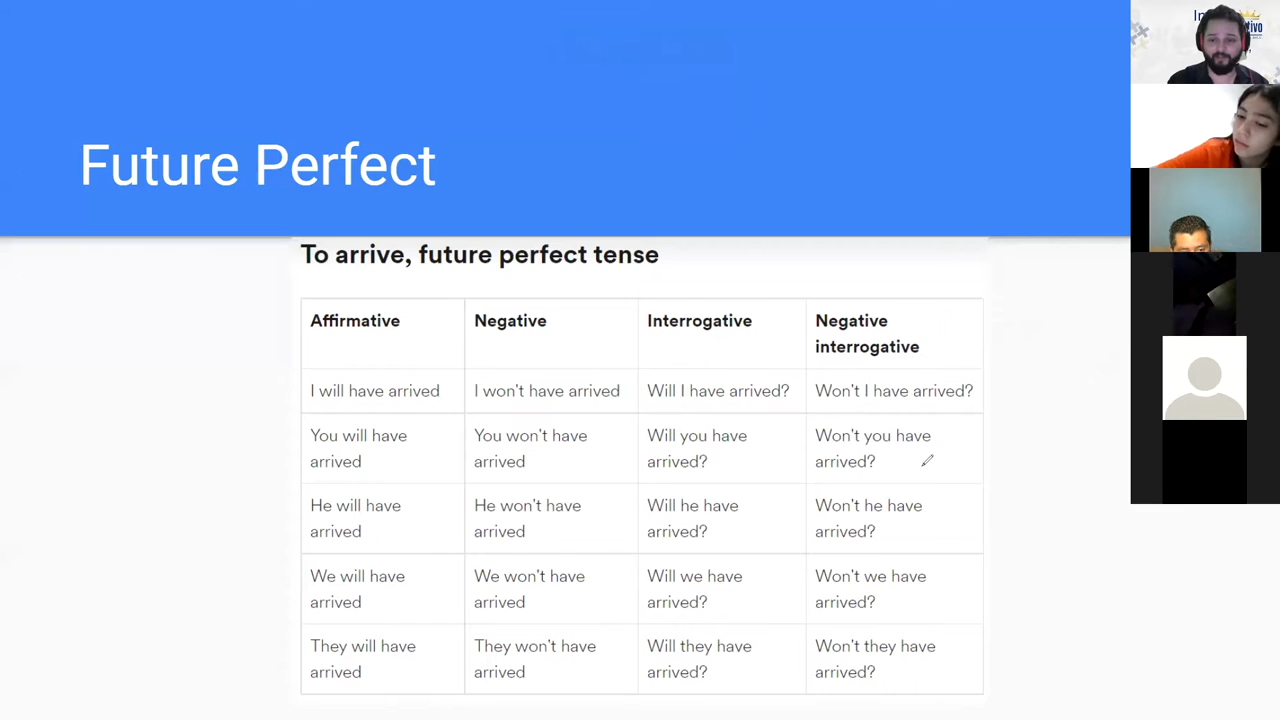 Future Perfect
To arrive, future perfect tense
Affirmative Negative Interrogative Negative
interrogative
I will have arrived I won't have arrived Will I have arrived? Won't I have arrived?
You will have You won't have Will you have Won't you have
arrived arrived arrived? arrived?
He will have He won't have Will he have Won't he have
arrived arrived arrived? arrived?
We will have We won't have Will we have Won't we have
arrived arrived arrived? arrived?
They will have They won't have Will they have Won't they have
arrived arrived arrived? arrived?